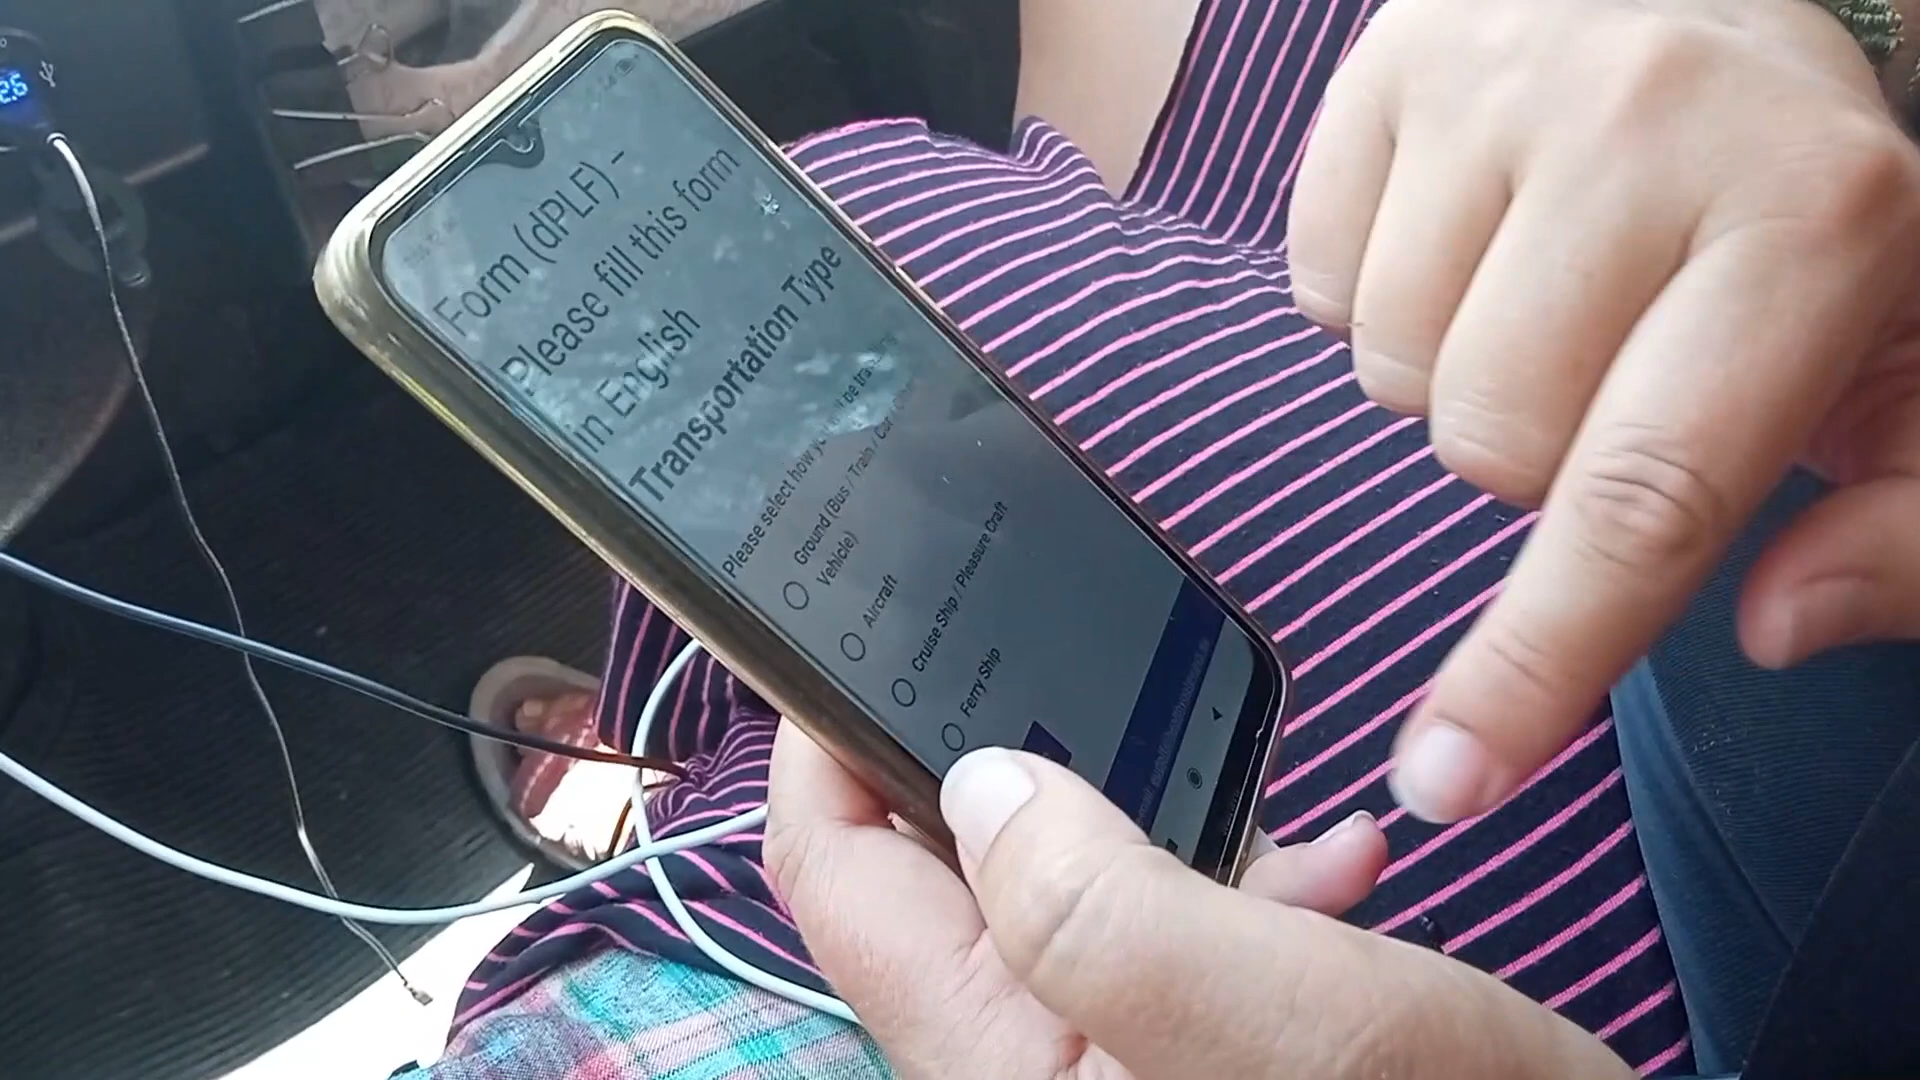 Form (dPLF) -
Please fill this form
in English
Transportation Type
Please select how you will be
Ground (Bus / Train / Car /
Vehicle)
Aircraft
Cruise Ship / Pleasure Craft
Ferry Ship